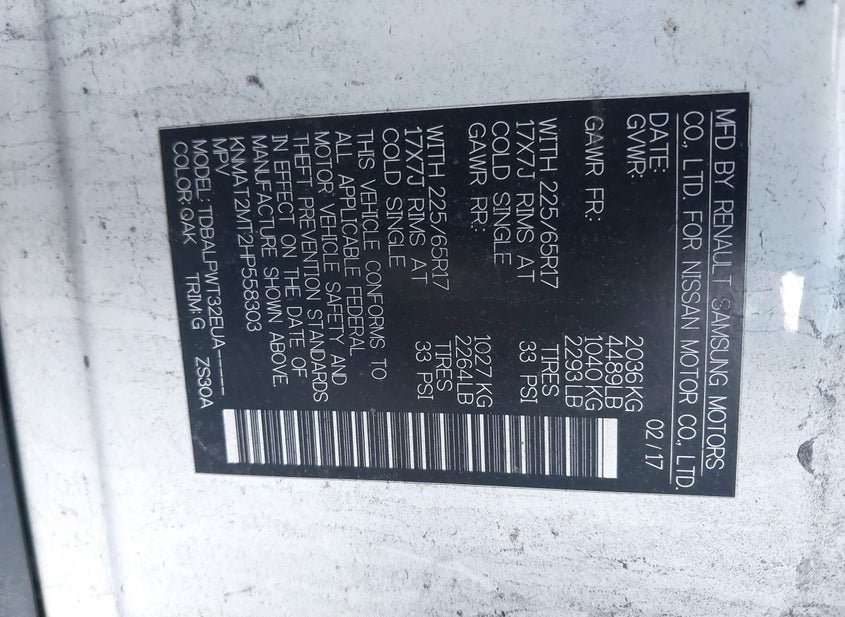 MFD BY RENAULT SAMSUNG MOTORS
CO., LTD. FOR NISSAN MOTOR CO., LTD.
DATE: 02/17
GVWR: 2036KG
4489LB
GAWR FR: 1040KG
2293LB
WITH 225/65R17 TIRES
17X7J RIMS AT 33 PSI
COLD SINGLE
GAWR RR: 1027KG
2264LB
WITH 225/65R17 TIRES
17X7J RIMS AT 33 PSI
COLD SINGLE
THIS VEHICLE CONFORMS TO
ALL APPLICABLE FEDERAL
MOTOR VEHICLE SAFETY AND
THEFT PREVENTION STANDARDS
IN EFFECT ON THE DATE OF
MANUFACTURE SHOWN ABOVE.
KNMAT2MT2HP558303
MPV
MODEL: TDBALPWT32EUA-----
COLOR:QAK TRIM:G ZS30A